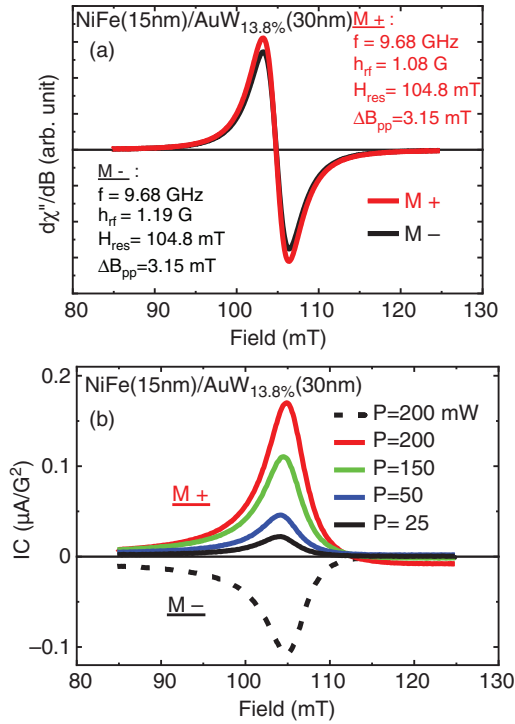 NiFe(15nm)/AuW13.8%(30nm)
(a)
M + :
f = 9.68 GHz
hrf = 1.08 G
Hres = 104.8 mT
ΔBpp=3.15 mT
dχ"/dB (arb. unit)
M - :
f = 9.68 GHz
hrf = 1.19 G
Hres = 104.8 mT
ΔBpp=3.15 mT
M +
M −
80 90 100 110 120 130
Field (mT)
NiFe(15nm)/AuW13.8%(30nm)
(b)
P=200 mW
P=200
P=150
P=50
P= 25
M +
M −
IC (μA/G²)
0.2
0.1
0
−0.1
80 90 100 110 120 130
Field (mT)